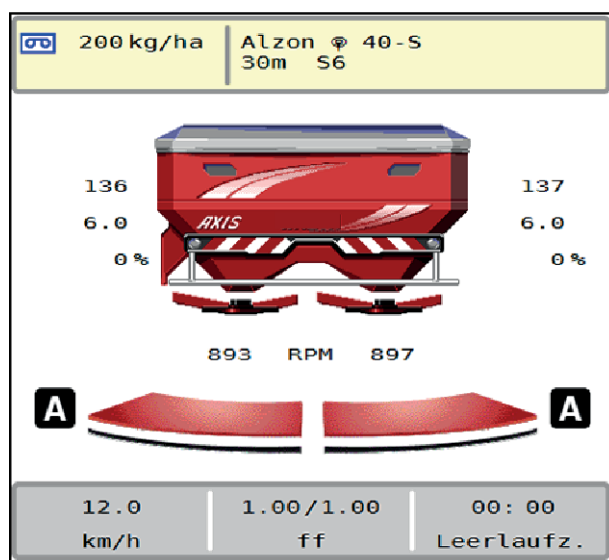 200 kg/ha Alzon 40-S
30m S6
136 137
6.0 AXIS 6.0
0 % 0 %
893 RPM 897
A A
12.0 1.00/1.00 00:00
km/h ff Leerlaufz.